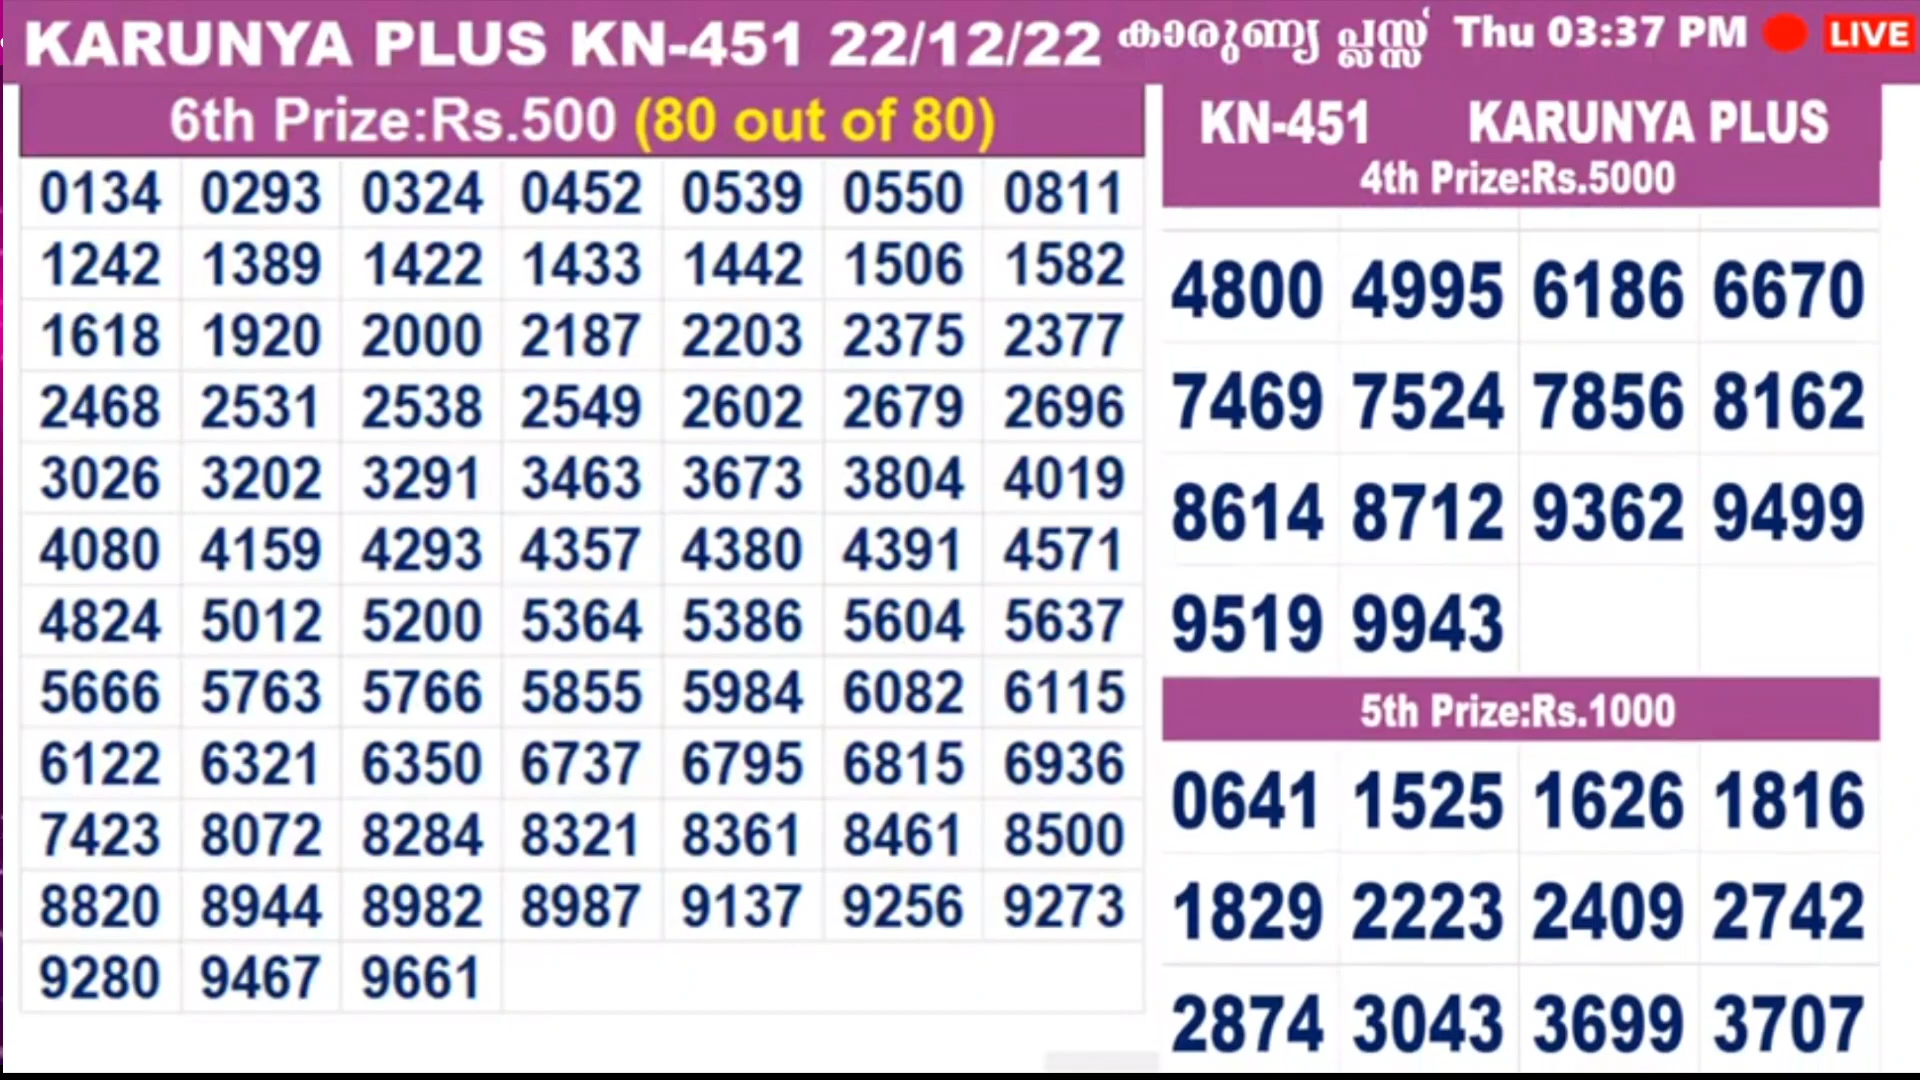 KARUNYA PLUS KN-451 22/12/22 കാരുണ്യ പ്ലസ്സ് Thu 03:37 PM LIVE
6th Prize:Rs.500 (80 out of 80)
0134 0293 0324 0452 0539 0550 0811
1242 1389 1422 1433 1442 1506 1582
1618 1920 2000 2187 2203 2375 2377
2468 2531 2538 2549 2602 2679 2696
3026 3202 3291 3463 3673 3804 4019
4080 4159 4293 4357 4380 4391 4571
4824 5012 5200 5364 5386 5604 5637
5666 5763 5766 5855 5984 6082 6115
6122 6321 6350 6737 6795 6815 6936
7423 8072 8284 8321 8361 8461 8500
8820 8944 8982 8987 9137 9256 9273
9280 9467 9661
KN-451 KARUNYA PLUS
4th Prize:Rs.5000
4800 4995 6186 6670
7469 7524 7856 8162
8614 8712 9362 9499
9519 9943
5th Prize:Rs.1000
0641 1525 1626 1816
1829 2223 2409 2742
2874 3043 3699 3707